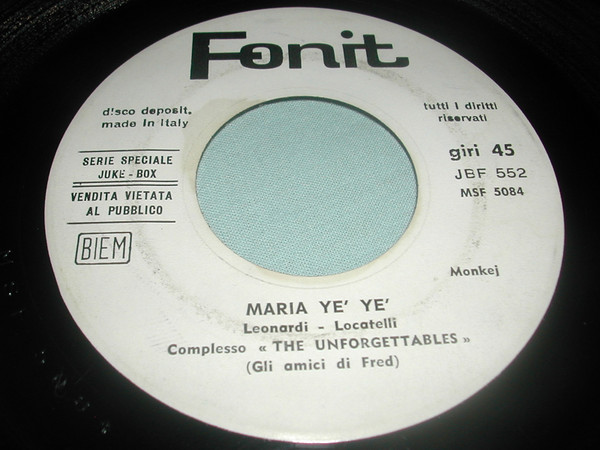 Fonit
disco deposit.
made In Italy
tutti i diritti
riservati
SERIE SPECIALE
JUKE-BOX
VENDITA VIETATA
AL PUBBLICO
BIEM
giri 45
JBF 552
MSF 5084
Monkej
MARIA YE' YE'
Leonardi - Locatelli
Complesso « THE UNFORGETTABLES »
(Gli amici di Fred)